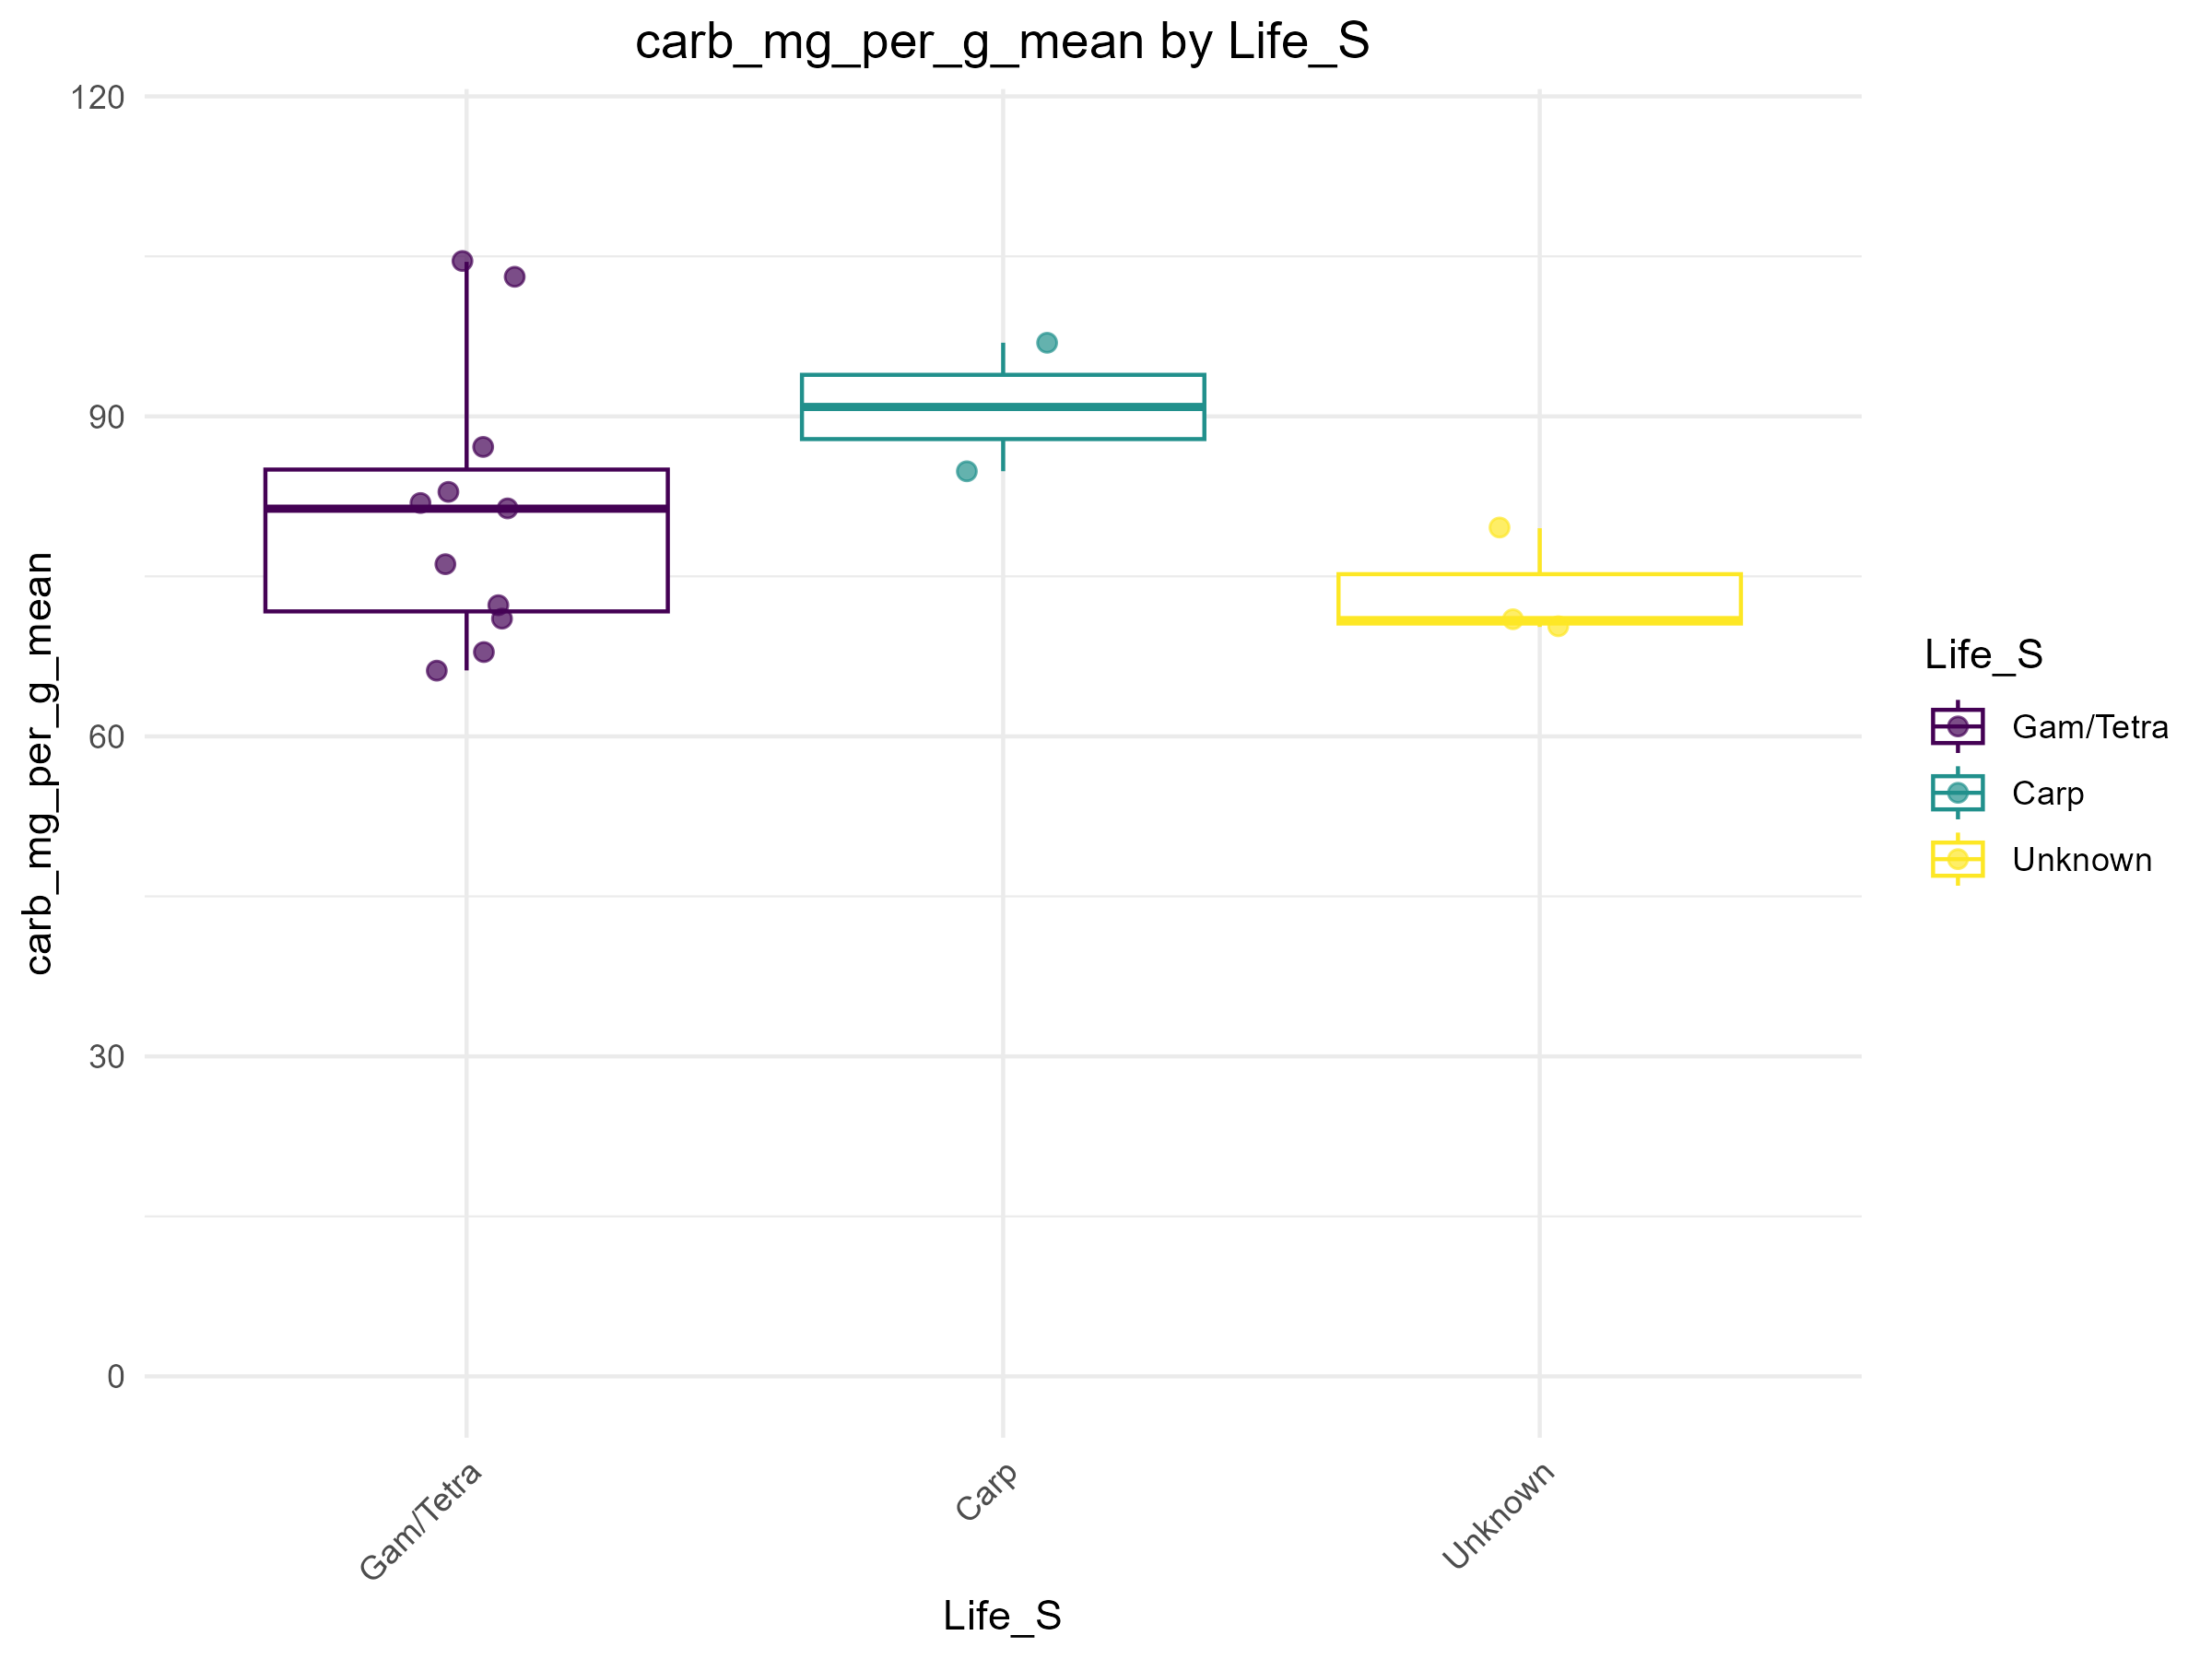 carb_mg_per_g_mean by Life_S
carb_mg_per_g_mean
120
90
60
30
0
Gam/Tetra
Carp
Unknown
Life_S
Life_S
Gam/Tetra
Carp
Unknown